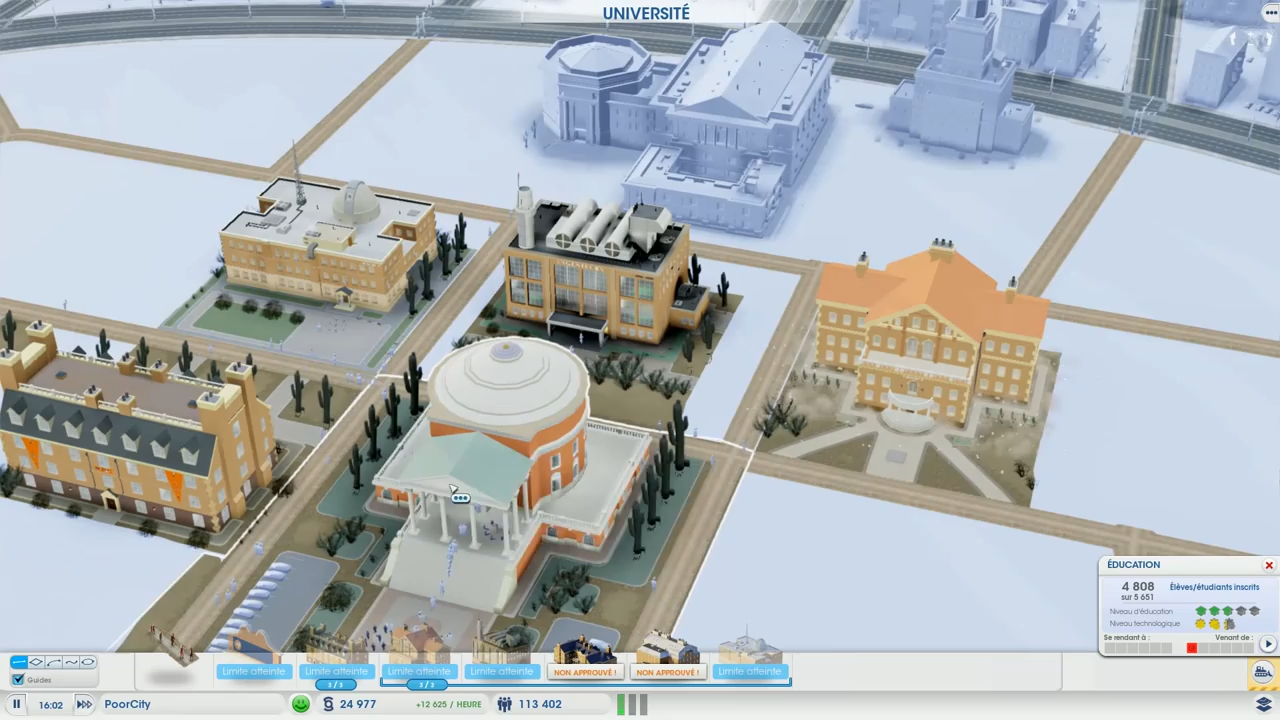 UNIVERSITÉ
ÉDUCATION
4 808
sur 5 651
Élèves/étudiants inscrits
Niveau d'éducation
Niveau technologique
Se rendant à :
Venant de :
Limite atteinte
Limite atteinte
Limite atteinte
Limite atteinte
NON APPROUVÉ !
NON APPROUVÉ !
Limite atteinte
3 / 3
3 / 3
Guides
16:02
PoorCity
24 977
+12 625 / HEURE
113 402